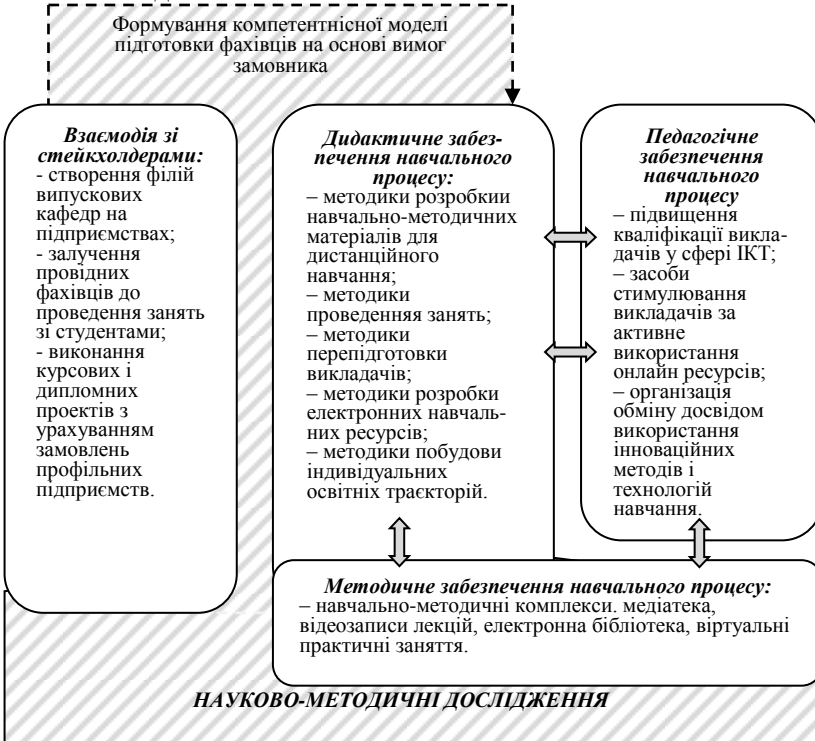 Формування компетентнісної моделі
підготовки фахівців на основі вимог
замовника
Взаємодія зі
стейкхолдерами:
- створення філій
випускових
кафедр на
підприємствах;
- залучення
провідних
фахівців до
проведення занять
зі студентами;
- виконання
курсових і
дипломних
проектів з
урахуванням
замовлень
профільних
підприємств.
Дидактичне забез-
печення навчального
процесу:
– методики розробкии
навчально-методичних
матеріалів для
дистанційного
навчання;
– методики
проведенняя занять;
– методики
перепідготовки
викладачів;
– методики розробки
електронних навчаль-
них ресурсів;
– методики побудови
індивідуальних
освітніх траєкторій.
Педагогічне
забезпечення
навчального
процесу
– підвищення
кваліфікації викла-
дачів у сфері ІКТ;
– засоби
стимулювання
викладачів за
активне
використання
онлайн ресурсів;
– організація
обміну досвідом
використання
інноваційних
методів і
технологій
навчання.
Методичне забезпечення навчального процесу:
– навчально-методичні комплекси. медіатека,
відеозаписи лекцій, електронна бібліотека, віртуальні
практичні заняття.
НАУКОВО-МЕТОДИЧНІ ДОСЛІДЖЕННЯ